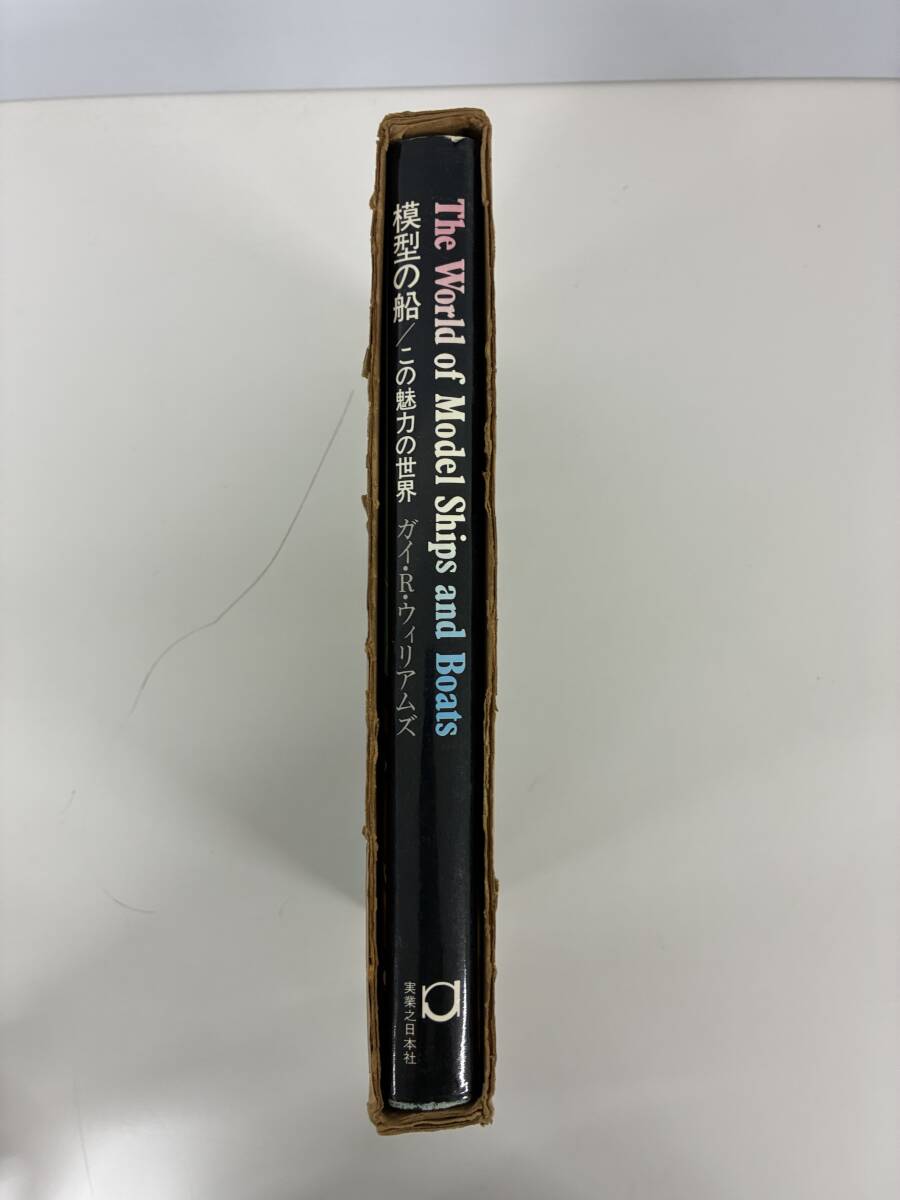 The World of Model Ships and Boats
模型の船/この魅力の世界
ガイ・R・ウィリアムズ
実業之日本社